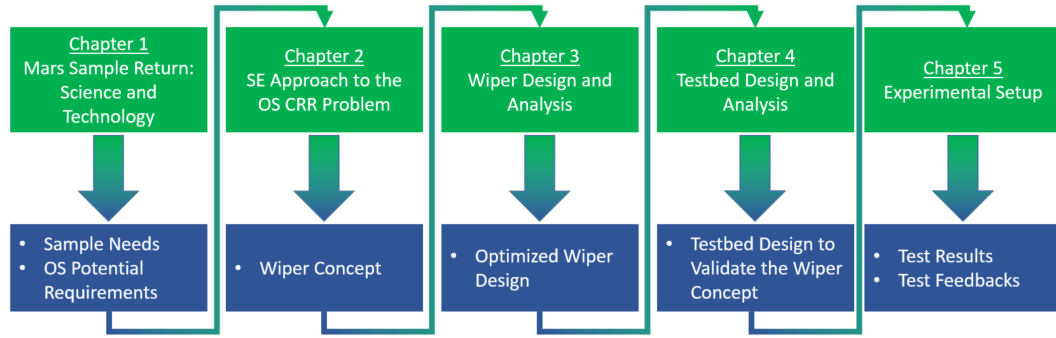 Chapter 1
Mars Sample Return:
Science and
Technology
Chapter 2
SE Approach to the
OS CRR Problem
Chapter 3
Wiper Design and
Analysis
Chapter 4
Testbed Design and
Analysis
Chapter 5
Experimental Setup
• Sample Needs
• OS Potential
Requirements
• Wiper Concept
• Optimized Wiper
Design
• Testbed Design to
Validate the Wiper
Concept
• Test Results
• Test Feedbacks